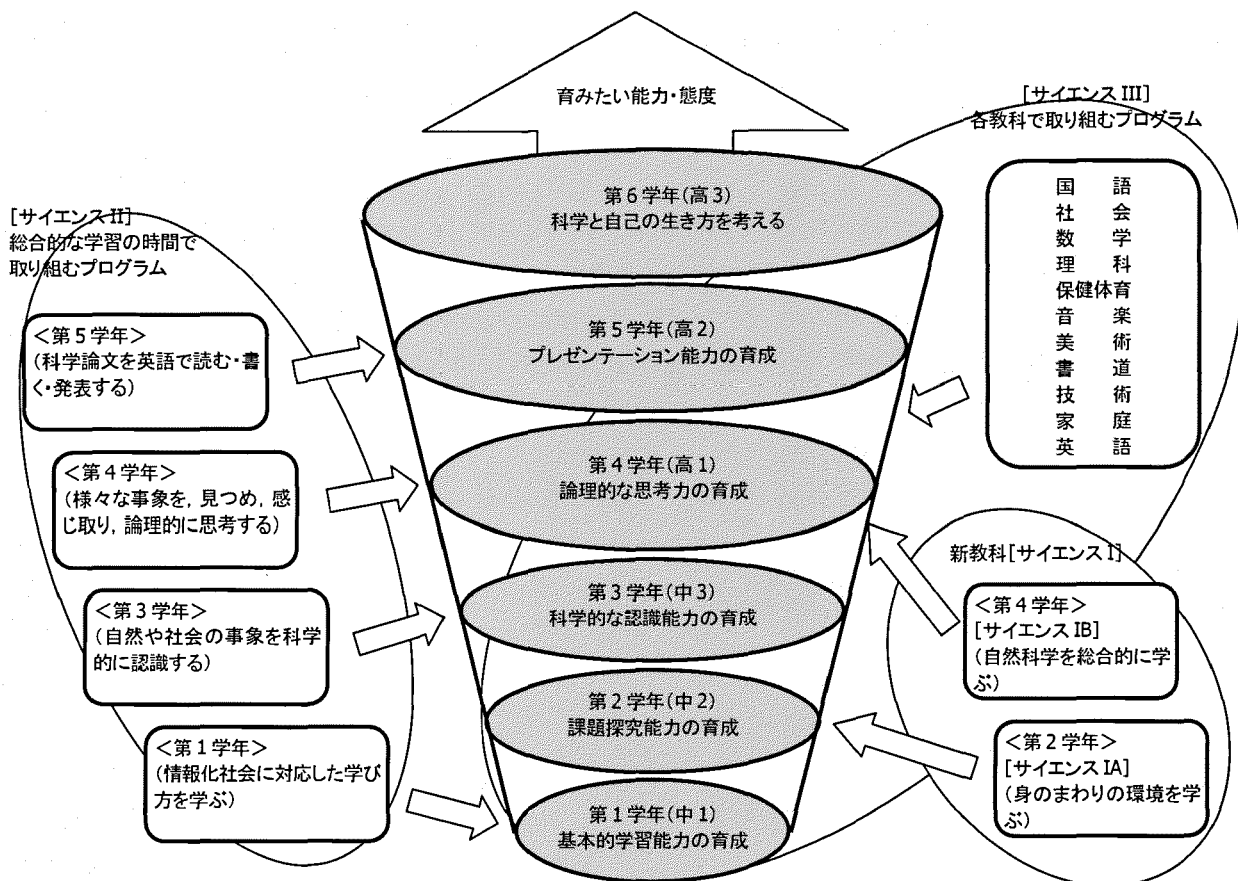 育みたい能力・態度
[サイエンス II]
総合的な学習の時間で
取り組むプログラム
<第5学年>
(科学論文を英語で読む・書
く・発表する)
<第4学年>
(様々な事象を, 見つめ, 感
じ取り, 論理的に思考する)
<第3学年>
(自然や社会の事象を科学
的に認識する)
<第1学年>
(情報化社会に対応した学び
方を学ぶ)
第6学年(高3)
科学と自己の生き方を考える
第5学年(高2)
プレゼンテーション能力の育成
第4学年(高1)
論理的な思考力の育成
第3学年(中3)
科学的な認識能力の育成
第2学年(中2)
課題探究能力の育成
第1学年(中1)
基本的学習能力の育成
[サイエンス III]
各教科で取り組むプログラム
国 語
社 会
数 学
理 科
保健体育
音 楽
美 術
書 道
技 術
家 庭
英 語
新教科[サイエンス I]
<第4学年>
[サイエンス IB]
(自然科学を総合的に学
ぶ)
<第2学年>
[サイエンス IA]
(身のまわりの環境を学
ぶ)